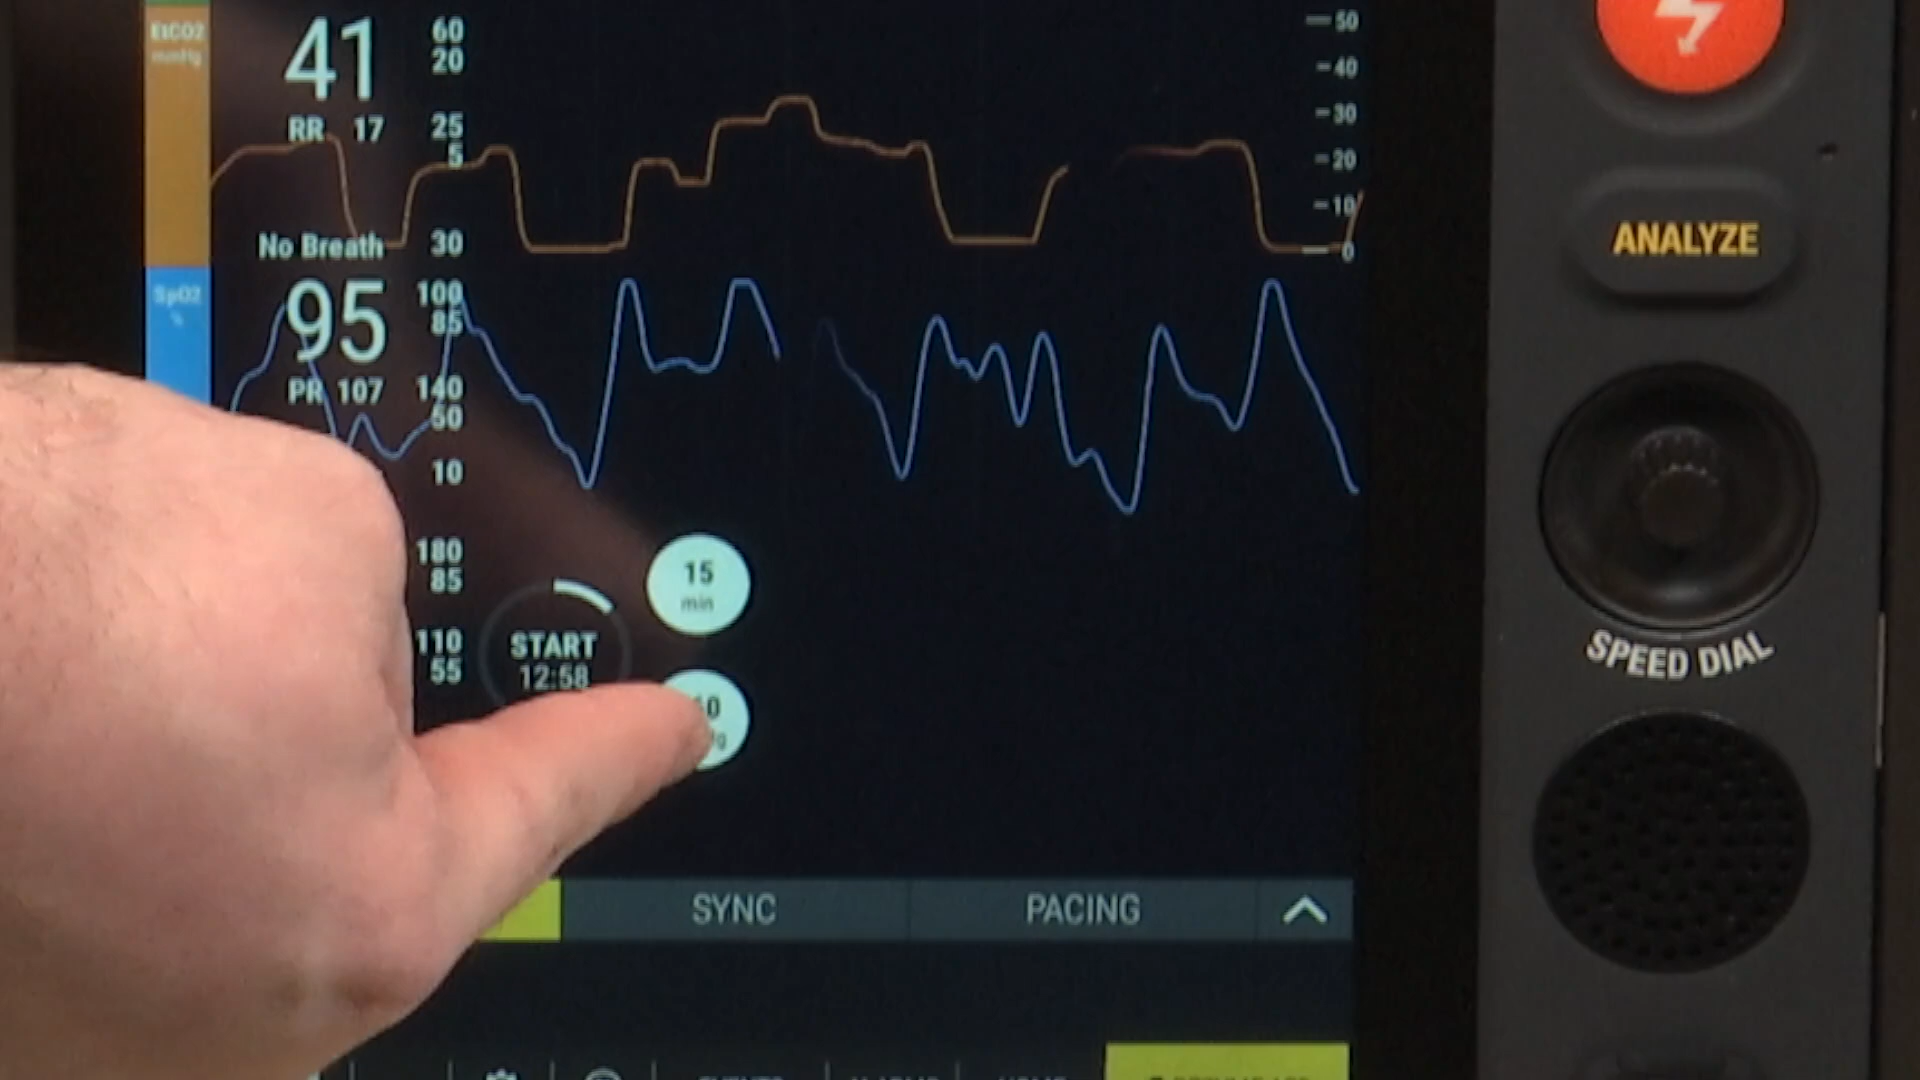 EtCO2
mmHg
41
60
20
RR 17
25
5
No Breath
30
50
40
30
20
10
0
SpO2
%
95
100
85
PR 107
140
50
10
180
85
110
55
START
12:58
15
min
SYNC
PACING
ANALYZE
SPEED DIAL